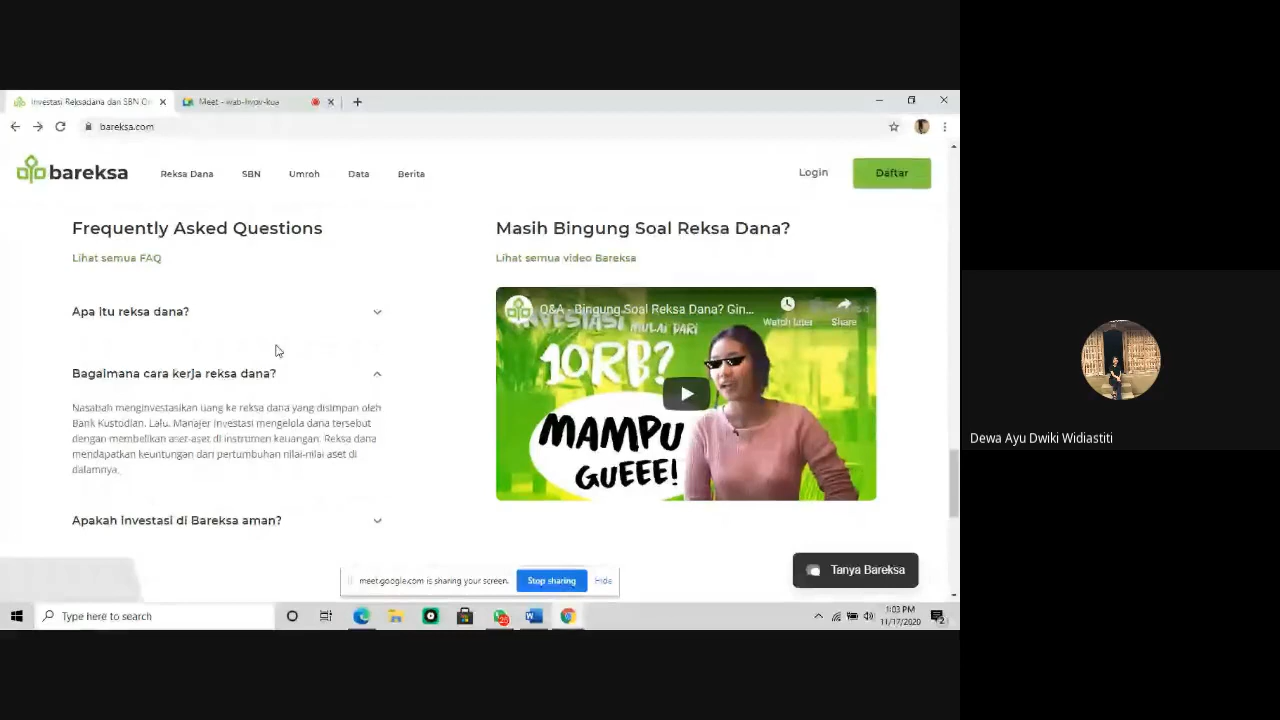 Investasi Reksadana dan SBN O
Meet - wab-hvpv-kua
bareksa.com
bareksa
Reksa Dana
SBN
Umroh
Data
Berita
Login
Daftar
Frequently Asked Questions
Lihat semua FAQ
Apa itu reksa dana?
Bagaimana cara kerja reksa dana?
Nasabah menginvestasikan uang ke reksa dana yang disimpan oleh
Bank Kustodian. Lalu, Manajer Investasi mengelola dana tersebut
dengan membelikan aset-aset di instrumen keuangan. Reksa dana
mendapatkan keuntungan dari pertumbuhan nilai-nilai aset di
dalamnya.
Apakah investasi di Bareksa aman?
Masih Bingung Soal Reksa Dana?
Lihat semua video Bareksa
Q&A - Bingung Soal Reksa Dana? Gin...
Watch Later
Share
INVESTASI MULAI DARI
10RB?
MAMPU
GUEEE!
Tanya Bareksa
meet.google.com is sharing your screen.
Stop sharing
Hide
Type here to search
1:03 PM
11/17/2020
Dewa Ayu Dwiki Widiastiti